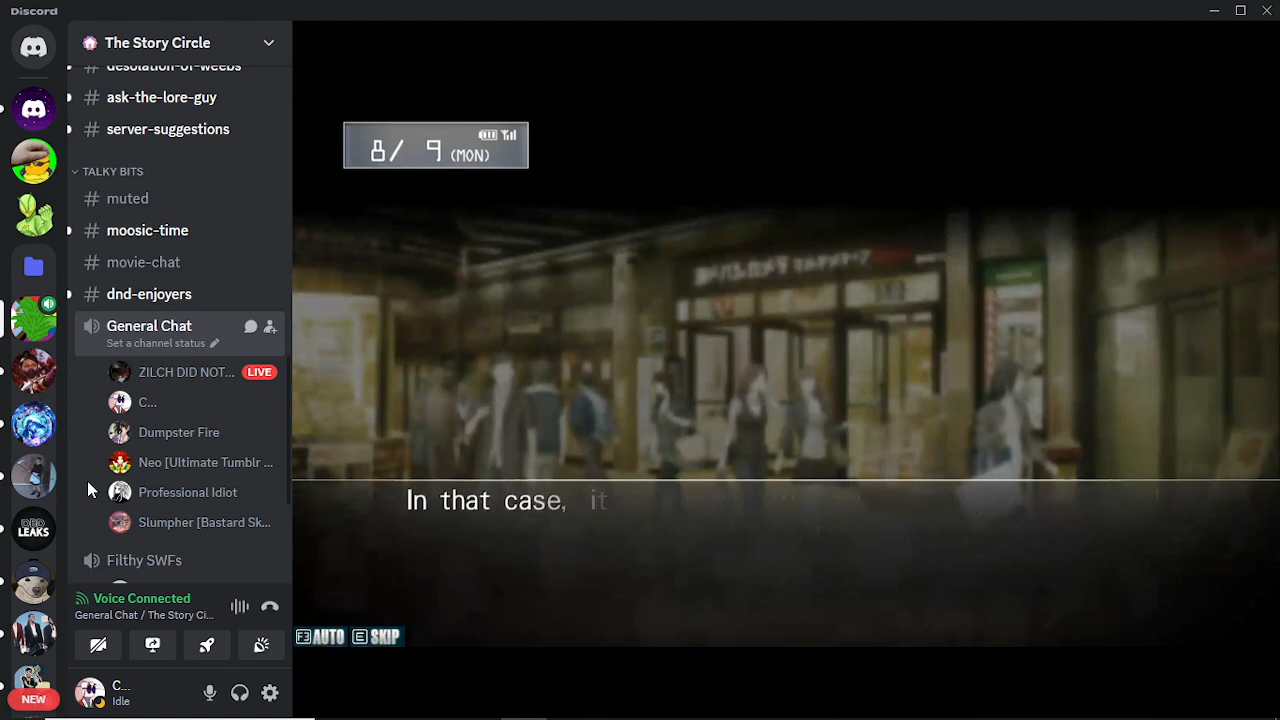 Discord
The Story Circle
desolation-of-weebs
ask-the-lore-guy
server-suggestions
TALKY BITS
muted
moosic-time
movie-chat
dnd-enjoyers
General Chat
Set a channel status
ZILCH DID NOT... LIVE
C...
Dumpster Fire
Neo [Ultimate Tumblr ...
Professional Idiot
Slumpher [Bastard Sk...
Filthy SWFs
Voice Connected
General Chat / The Story Ci...
C...
Idle
DBD
LEAKS
NEW
8/ 9 (MON)
In that case, it
F3 AUTO E SKIP